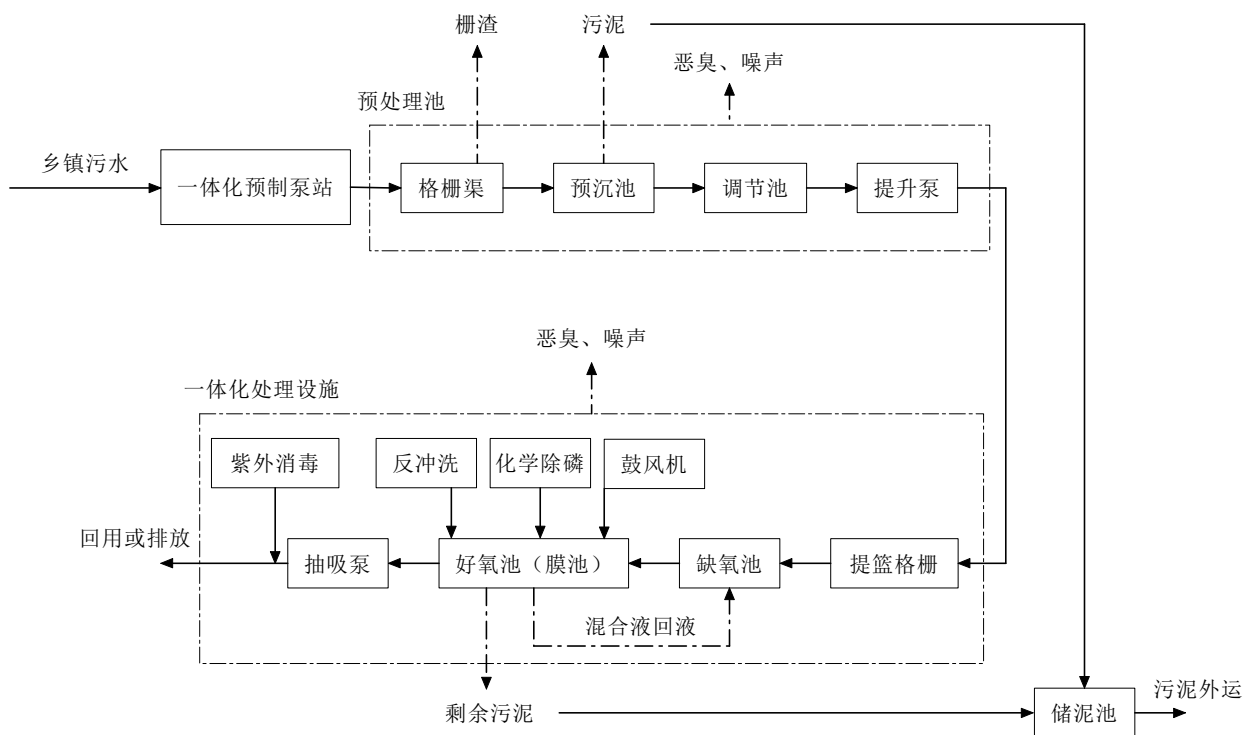 栅渣
污泥
恶臭、噪声
预处理池
乡镇污水
一体化预制泵站
格栅渠
预沉池
调节池
提升泵
恶臭、噪声
一体化处理设施
紫外消毒
反冲洗
化学除磷
鼓风机
回用或排放
抽吸泵
好氧池（膜池）
缺氧池
提篮格栅
混合液回液
剩余污泥
储泥池
污泥外运